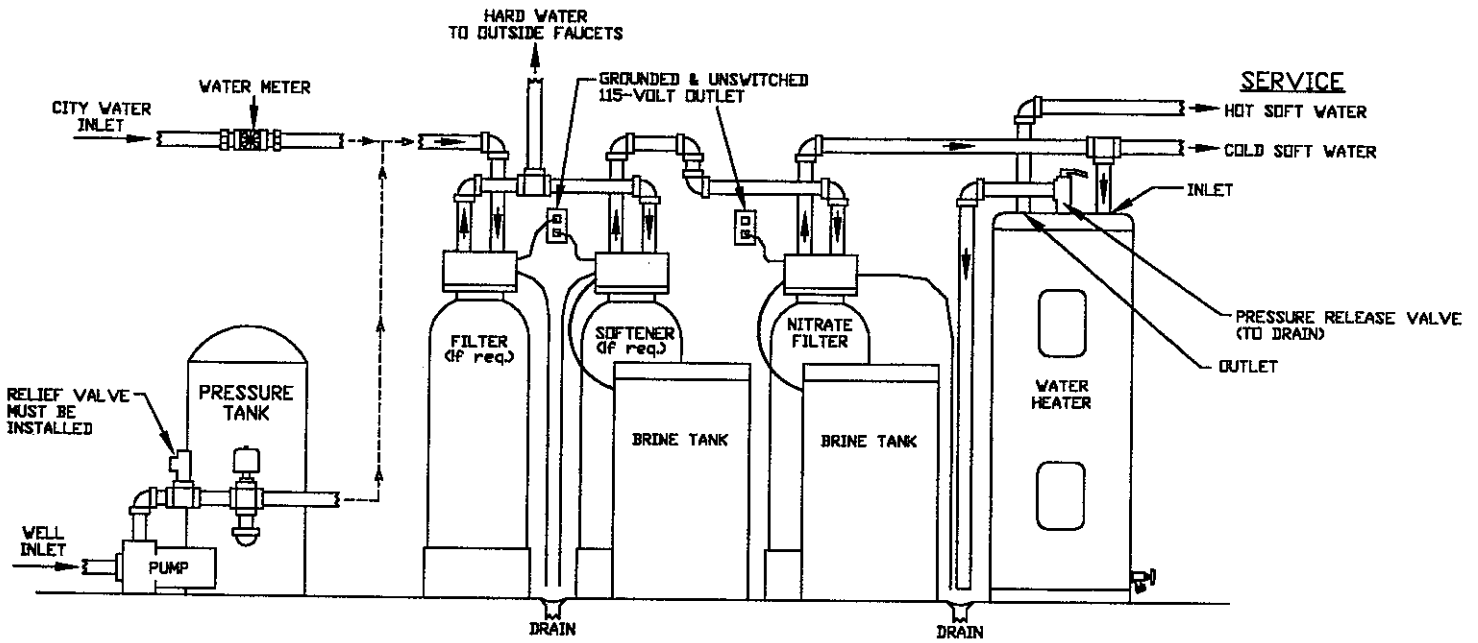 HARD WATER
TO OUTSIDE FAUCETS
WATER METER
CITY WATER
INLET
GROUNDED & UNSWITCHED
115-VOLT OUTLET
SERVICE
HOT SOFT WATER
COLD SOFT WATER
INLET
PRESSURE RELEASE VALVE
(TO DRAIN)
OUTLET
FILTER
(If req.)
SOFTENER
(If req.)
NITRATE
FILTER
WATER
HEATER
RELIEF VALVE
MUST BE
INSTALLED
PRESSURE
TANK
BRINE TANK
BRINE TANK
WELL
INLET
PUMP
DRAIN
DRAIN